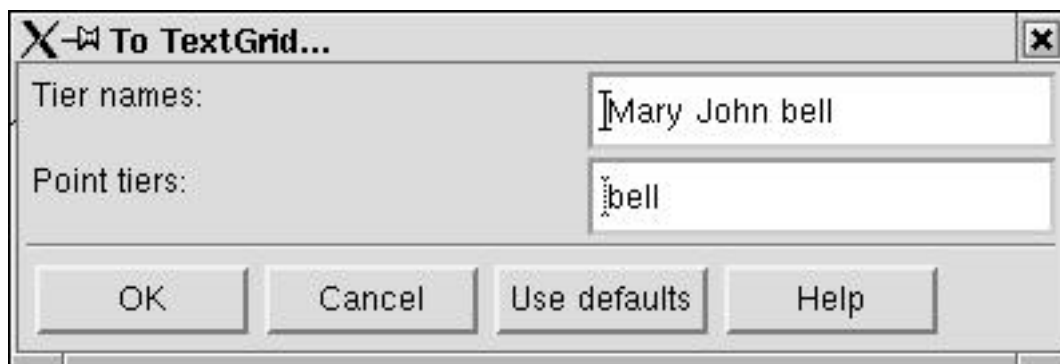 To TextGrid...
Tier names: Mary John bell
Point tiers: bell
OK Cancel Use defaults Help